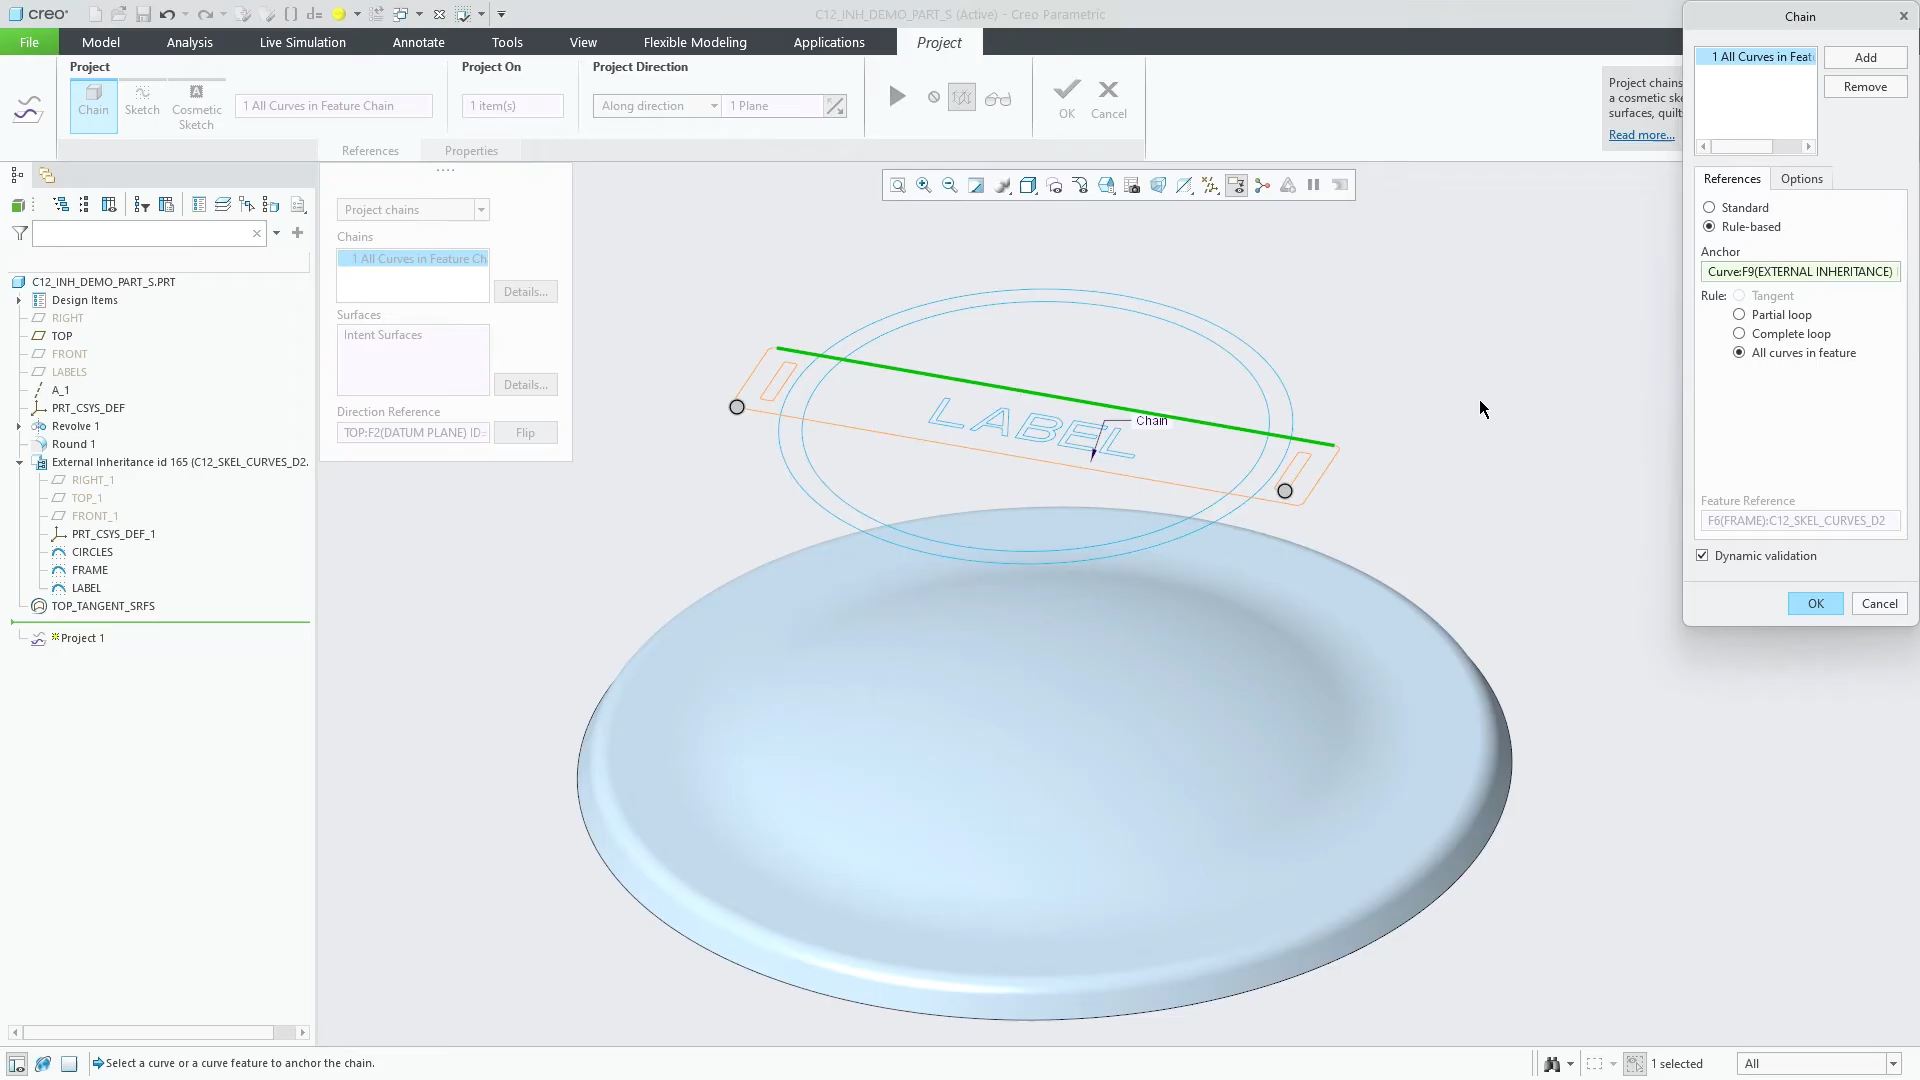 creo
C12_INH_DEMO_PART_S (Active) - Creo Parametric
File
Model
Analysis
Live Simulation
Annotate
Tools
View
Flexible Modeling
Applications
Project
Project
Chain
Sketch
Cosmetic
Sketch
1 All Curves in Feature Chain
Project On
1 item(s)
Project Direction
Along direction
1 Plane
OK
Cancel
References
Properties
Project chains
a cosmetic
surfaces, quilt
Read more...
C12_INH_DEMO_PART_S.PRT
Design Items
RIGHT
TOP
FRONT
LABELS
A_1
PRT_CSYS_DEF
Revolve 1
Round 1
External Inheritance id 165 (C12_SKEL_CURVES_D2.
RIGHT_1
TOP_1
FRONT_1
PRT_CSYS_DEF_1
CIRCLES
FRAME
LABEL
TOP_TANGENT_SRFS
Project 1
Project chains
Chains
1 All Curves in Feature Ch
Details...
Surfaces
Intent Surfaces
Details...
Direction Reference
TOP:F2(DATUM PLANE) ID=
Flip
LABEL
Chain
Chain
1 All Curves in Feat
Add
Remove
References
Options
Standard
Rule-based
Anchor
Curve:F9(EXTERNAL INHERITANCE)
Rule:
Tangent
Partial loop
Complete loop
All curves in feature
Feature Reference
F6(FRAME):C12_SKEL_CURVES_D2
Dynamic validation
OK
Cancel
Select a curve or a curve feature to anchor the chain.
1 selected
All